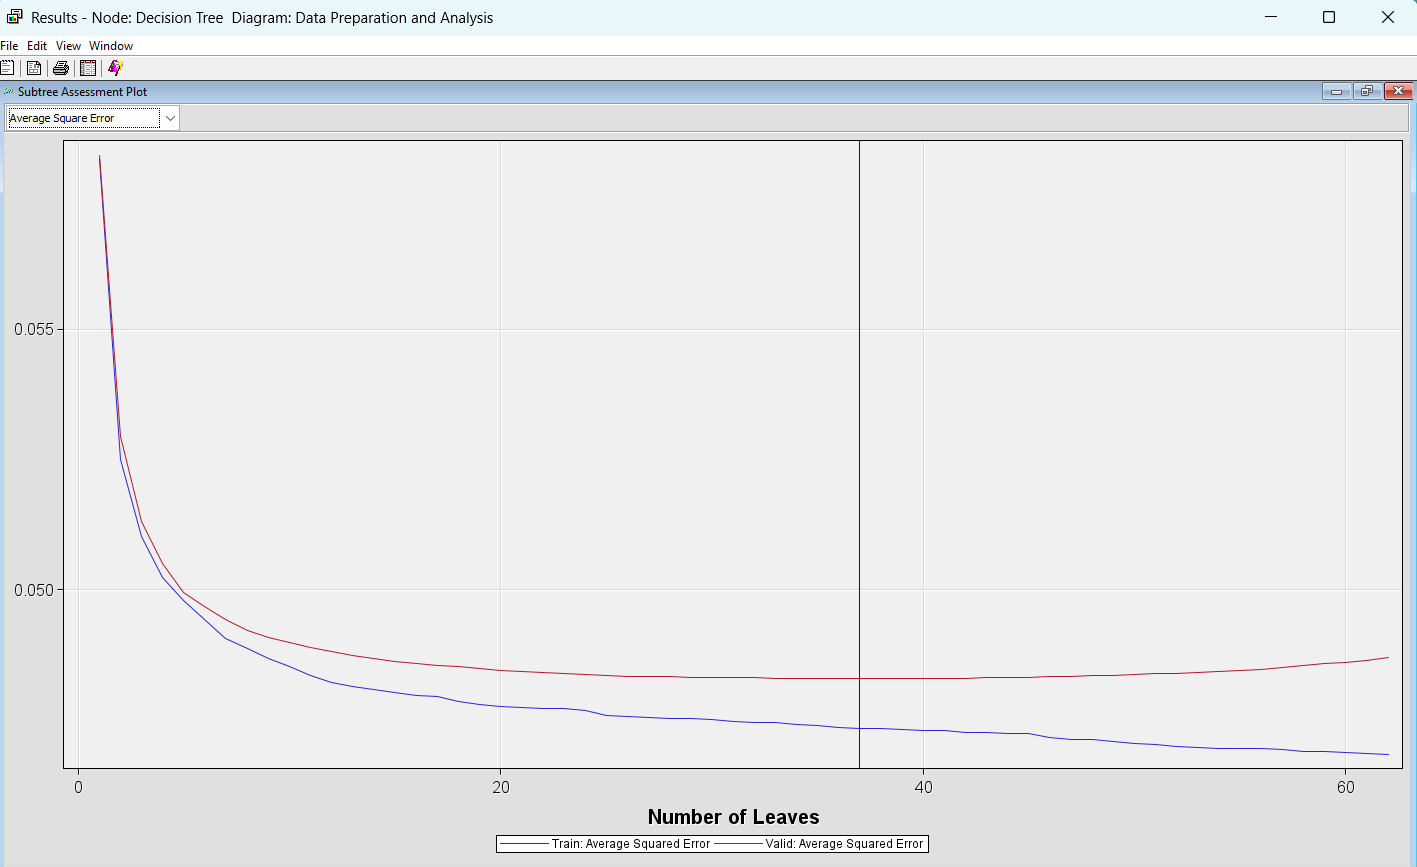 Results - Node: Decision Tree Diagram: Data Preparation and Analysis
File Edit View Window
Subtree Assessment Plot
Average Square Error
0.055
0.050
0 20 40 60
Number of Leaves
Train: Average Squared Error Valid: Average Squared Error